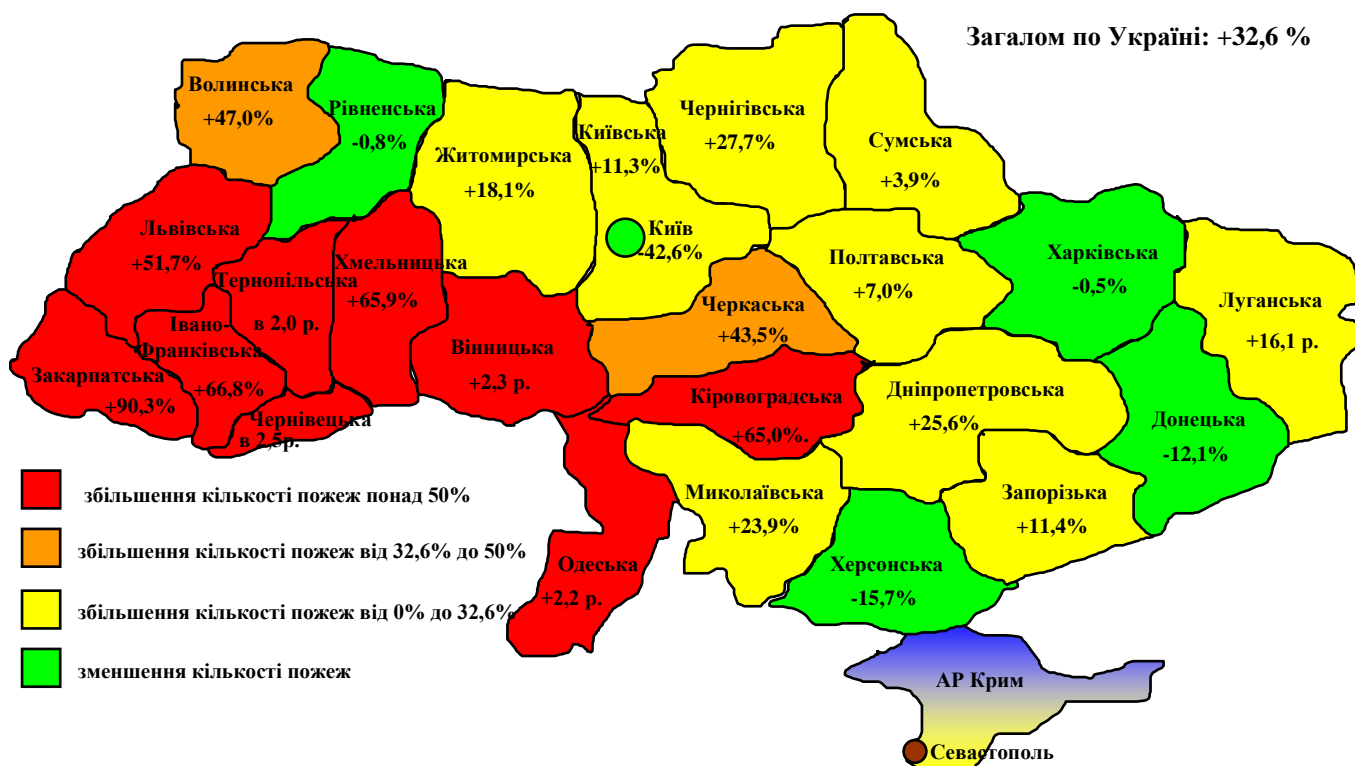 Загалом по Україні: +32,6 %
Волинська
+47,0%
Рівненська
-0,8%
Житомирська
+18,1%
Київська
+11,3%
Чернігівська
+27,7%
Сумська
+3,9%
Київ
-42,6%
Львівська
+51,7%
Тернопільська
в 2,0 р.
Хмельницька
+65,9%
Полтавська
+7,0%
Харківська
-0,5%
Луганська
+16,1 р.
Черкаська
+43,5%
Вінницька
+2,3 р.
Івано-
Франківська
+66,8%
Закарпатська
+90,3%
Чернівецька
в 2,5р.
Кіровоградська
+65,0%.
Дніпропетровська
+25,6%
Донецька
-12,1%
Миколаївська
+23,9%
Запорізька
+11,4%
Одеська
+2,2 р.
Херсонська
-15,7%
АР Крим
Севастополь
збільшення кількості пожеж понад 50%
збільшення кількості пожеж від 32,6% до 50%
збільшення кількості пожеж від 0% до 32,6%
зменшення кількості пожеж